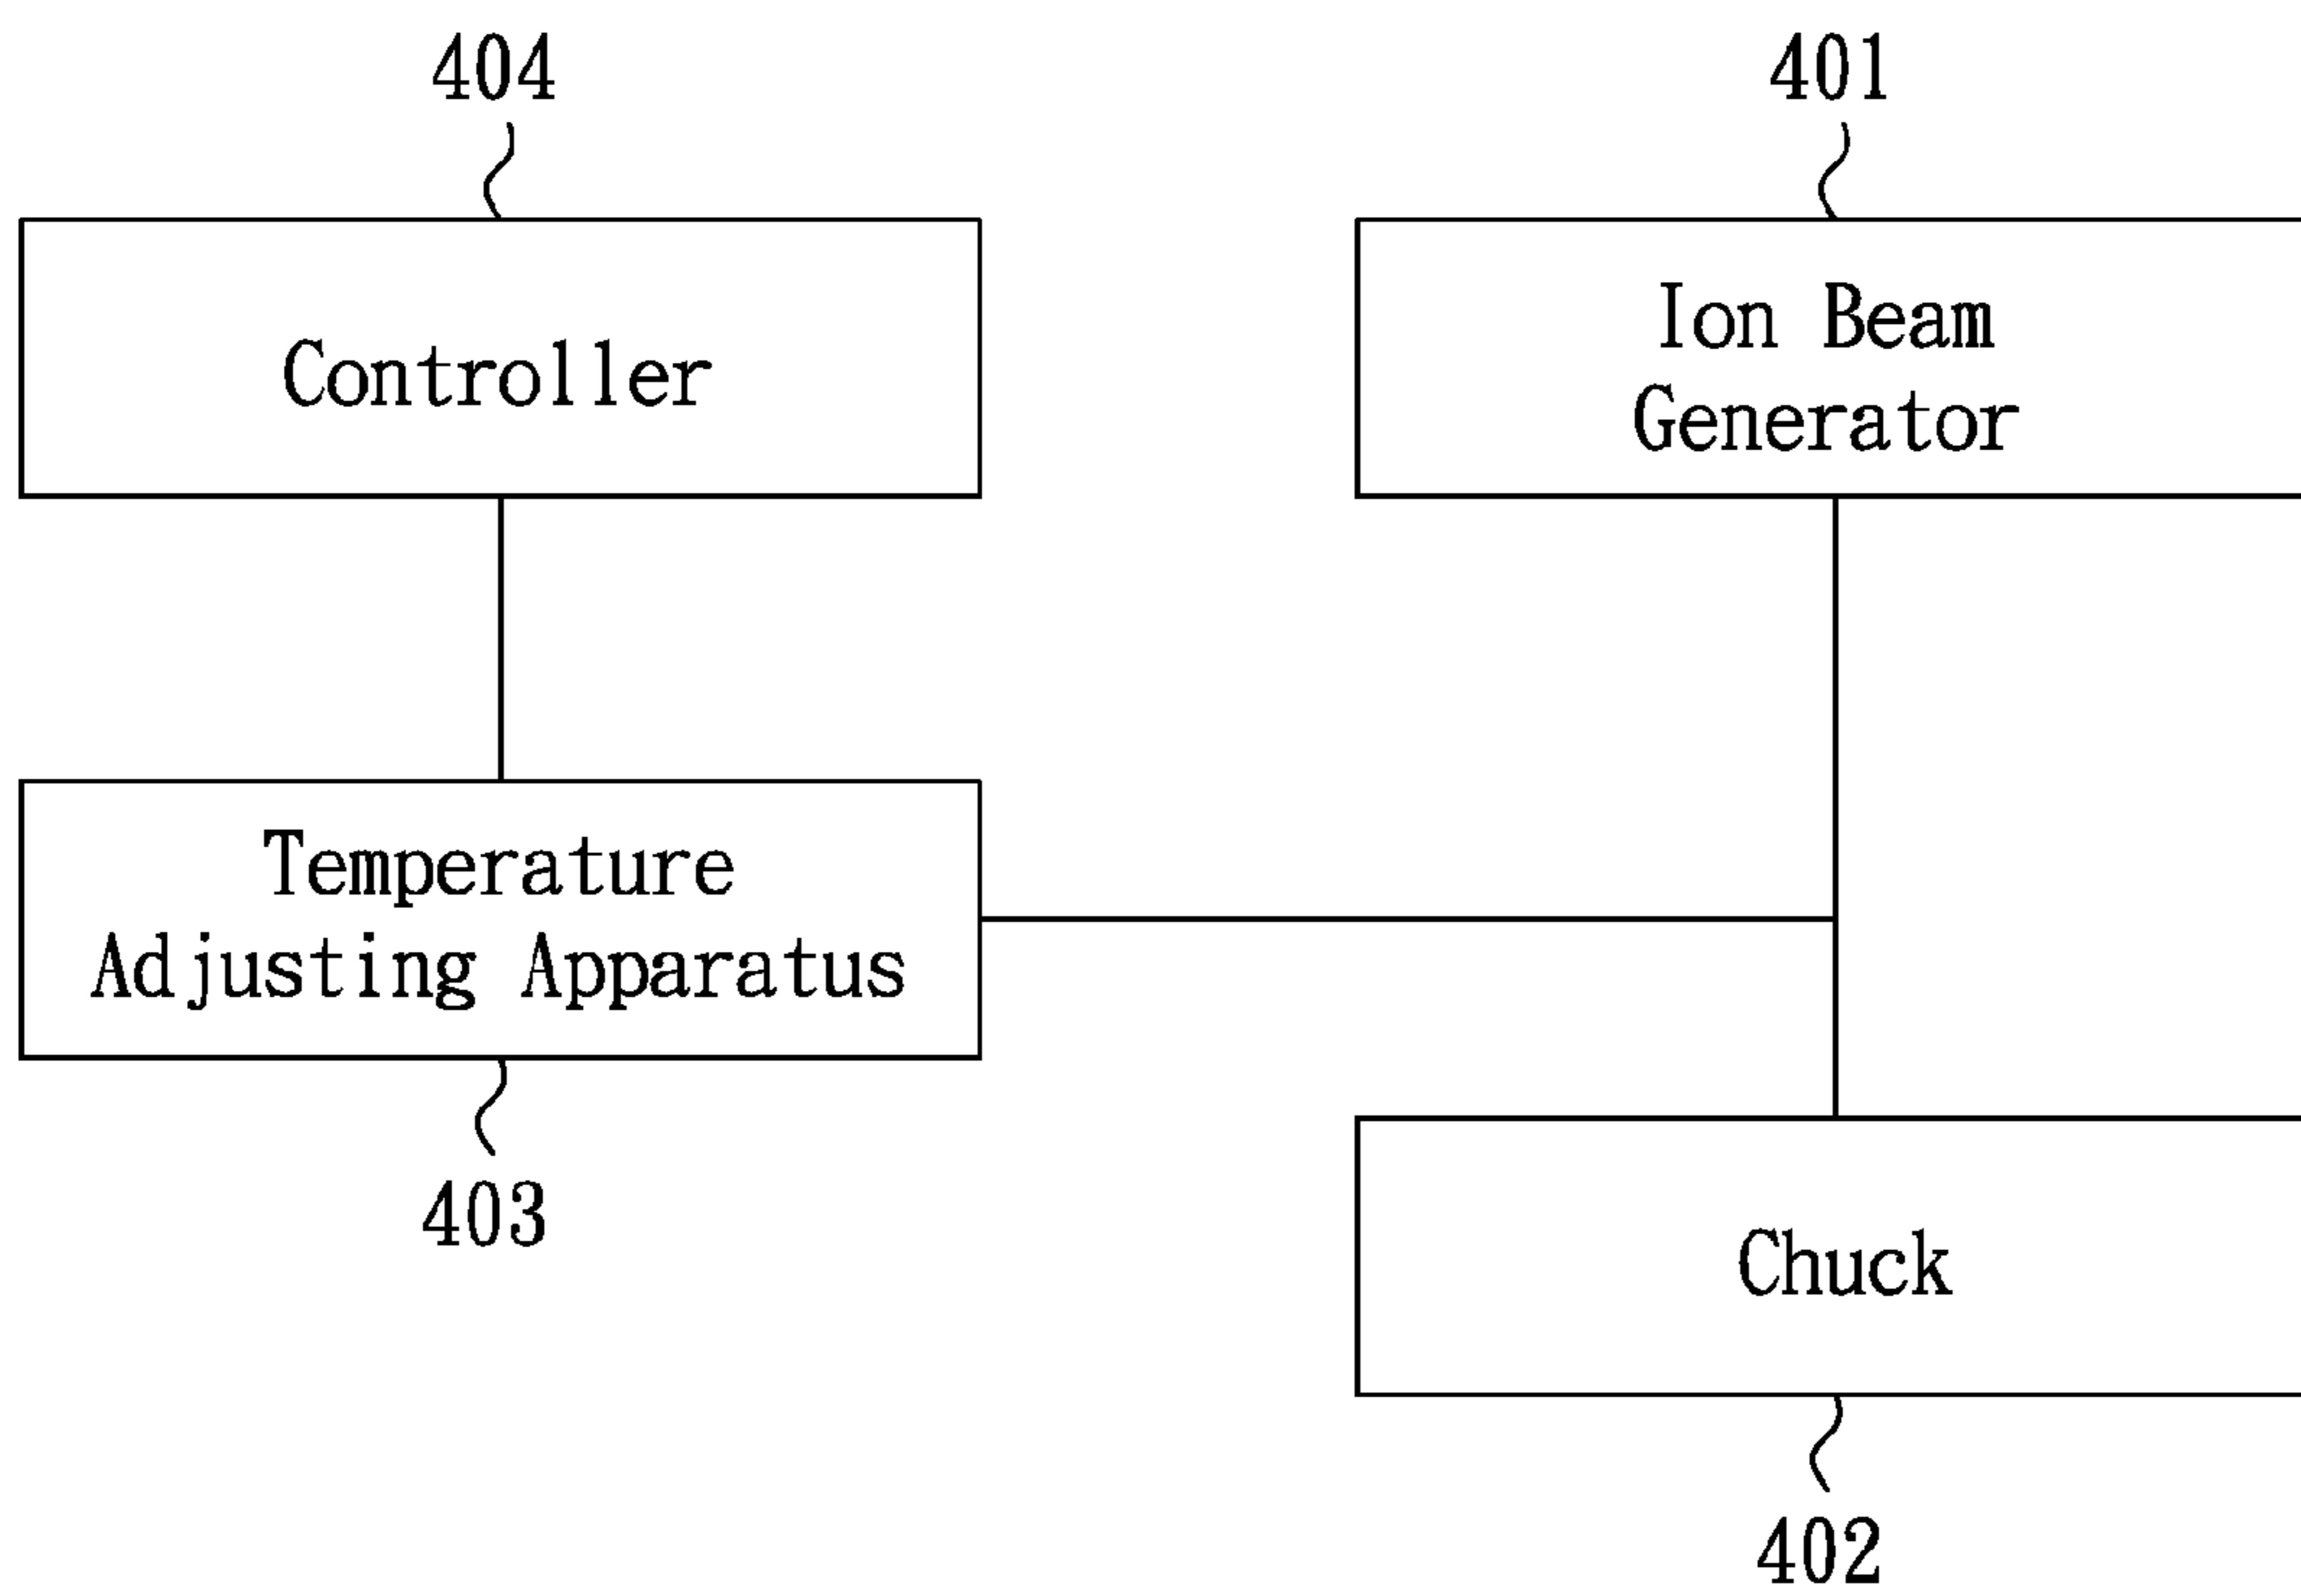 404
401
Controller
Ion Beam
Generator
Temperature
Adjusting Apparatus
403
Chuck
402